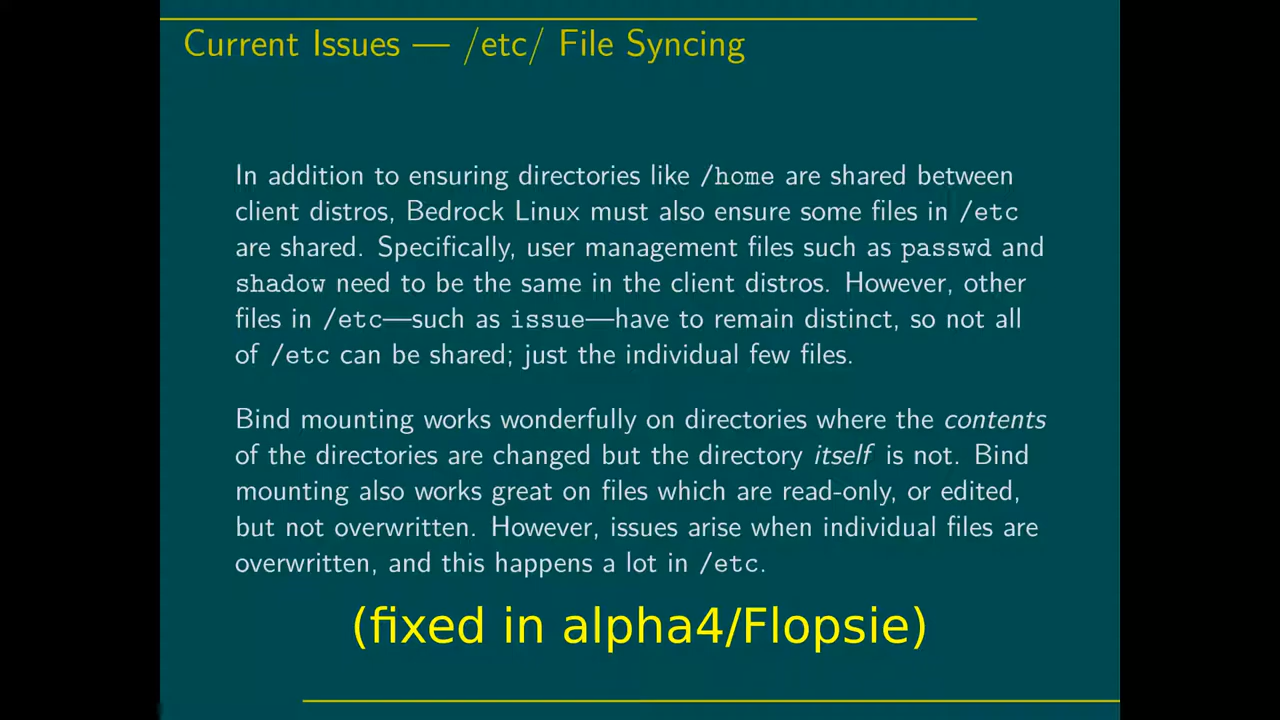 Current Issues — /etc/ File Syncing
In addition to ensuring directories like /home are shared between
client distros, Bedrock Linux must also ensure some files in /etc
are shared. Specifically, user management files such as passwd and
shadow need to be the same in the client distros. However, other
files in /etc—such as issue—have to remain distinct, so not all
of /etc can be shared; just the individual few files.
Bind mounting works wonderfully on directories where the contents
of the directories are changed but the directory itself is not. Bind
mounting also works great on files which are read-only, or edited,
but not overwritten. However, issues arise when individual files are
overwritten, and this happens a lot in /etc.
(fixed in alpha4/Flopsie)